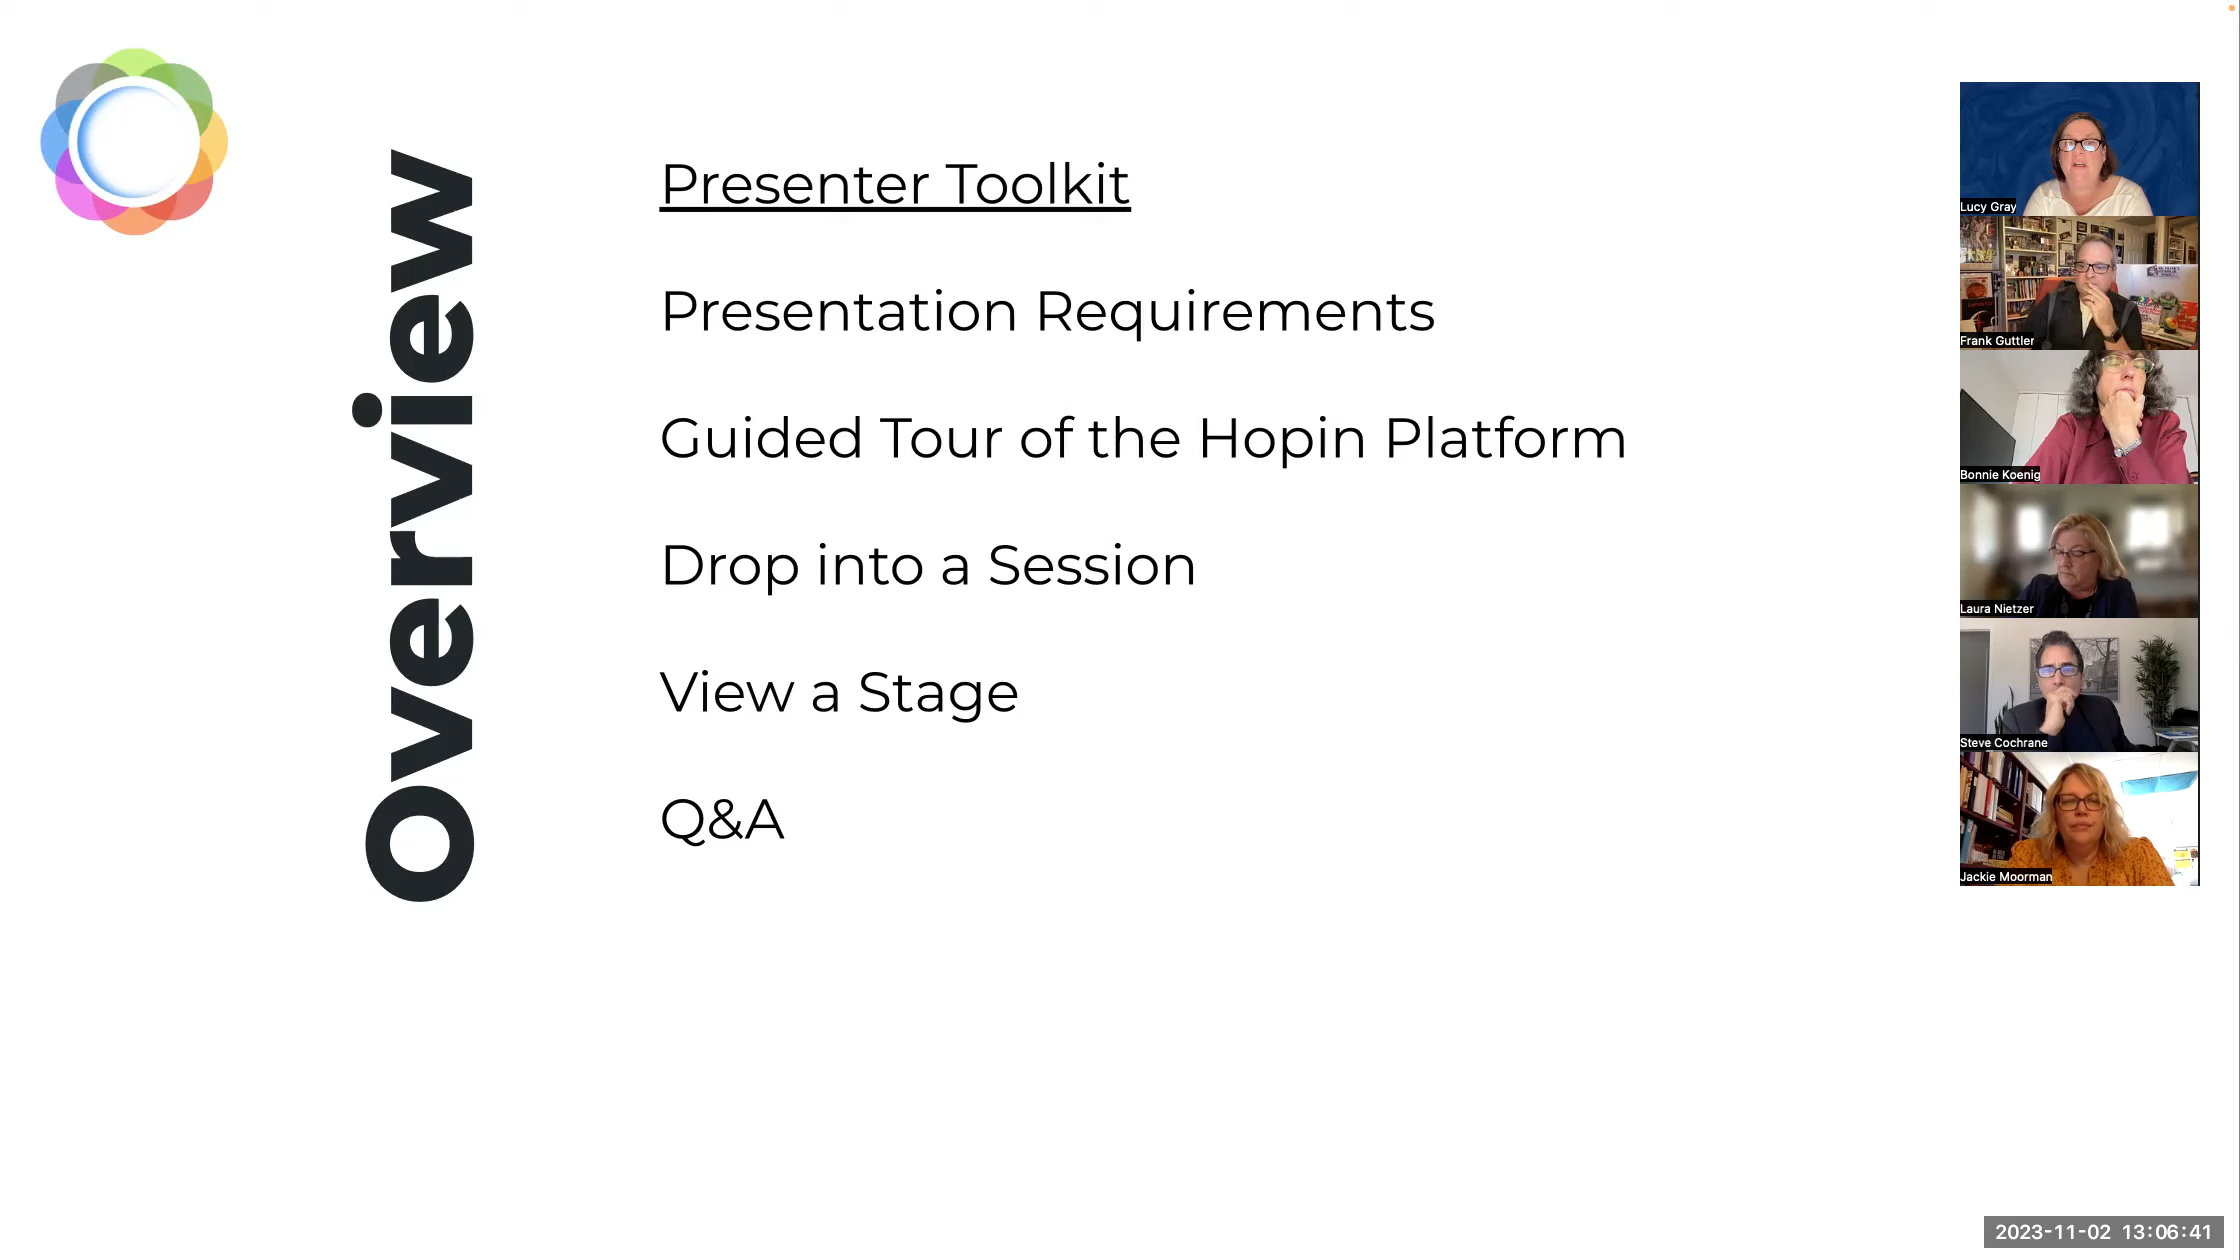 Overview
Presenter Toolkit
Presentation Requirements
Guided Tour of the Hopin Platform
Drop into a Session
View a Stage
Q&A
Lucy Gray
Frank Guttler
Bonnie Koenig
Laura Nietzer
Steve Cochrane
Jackie Moorman
2023-11-02 13:06:41